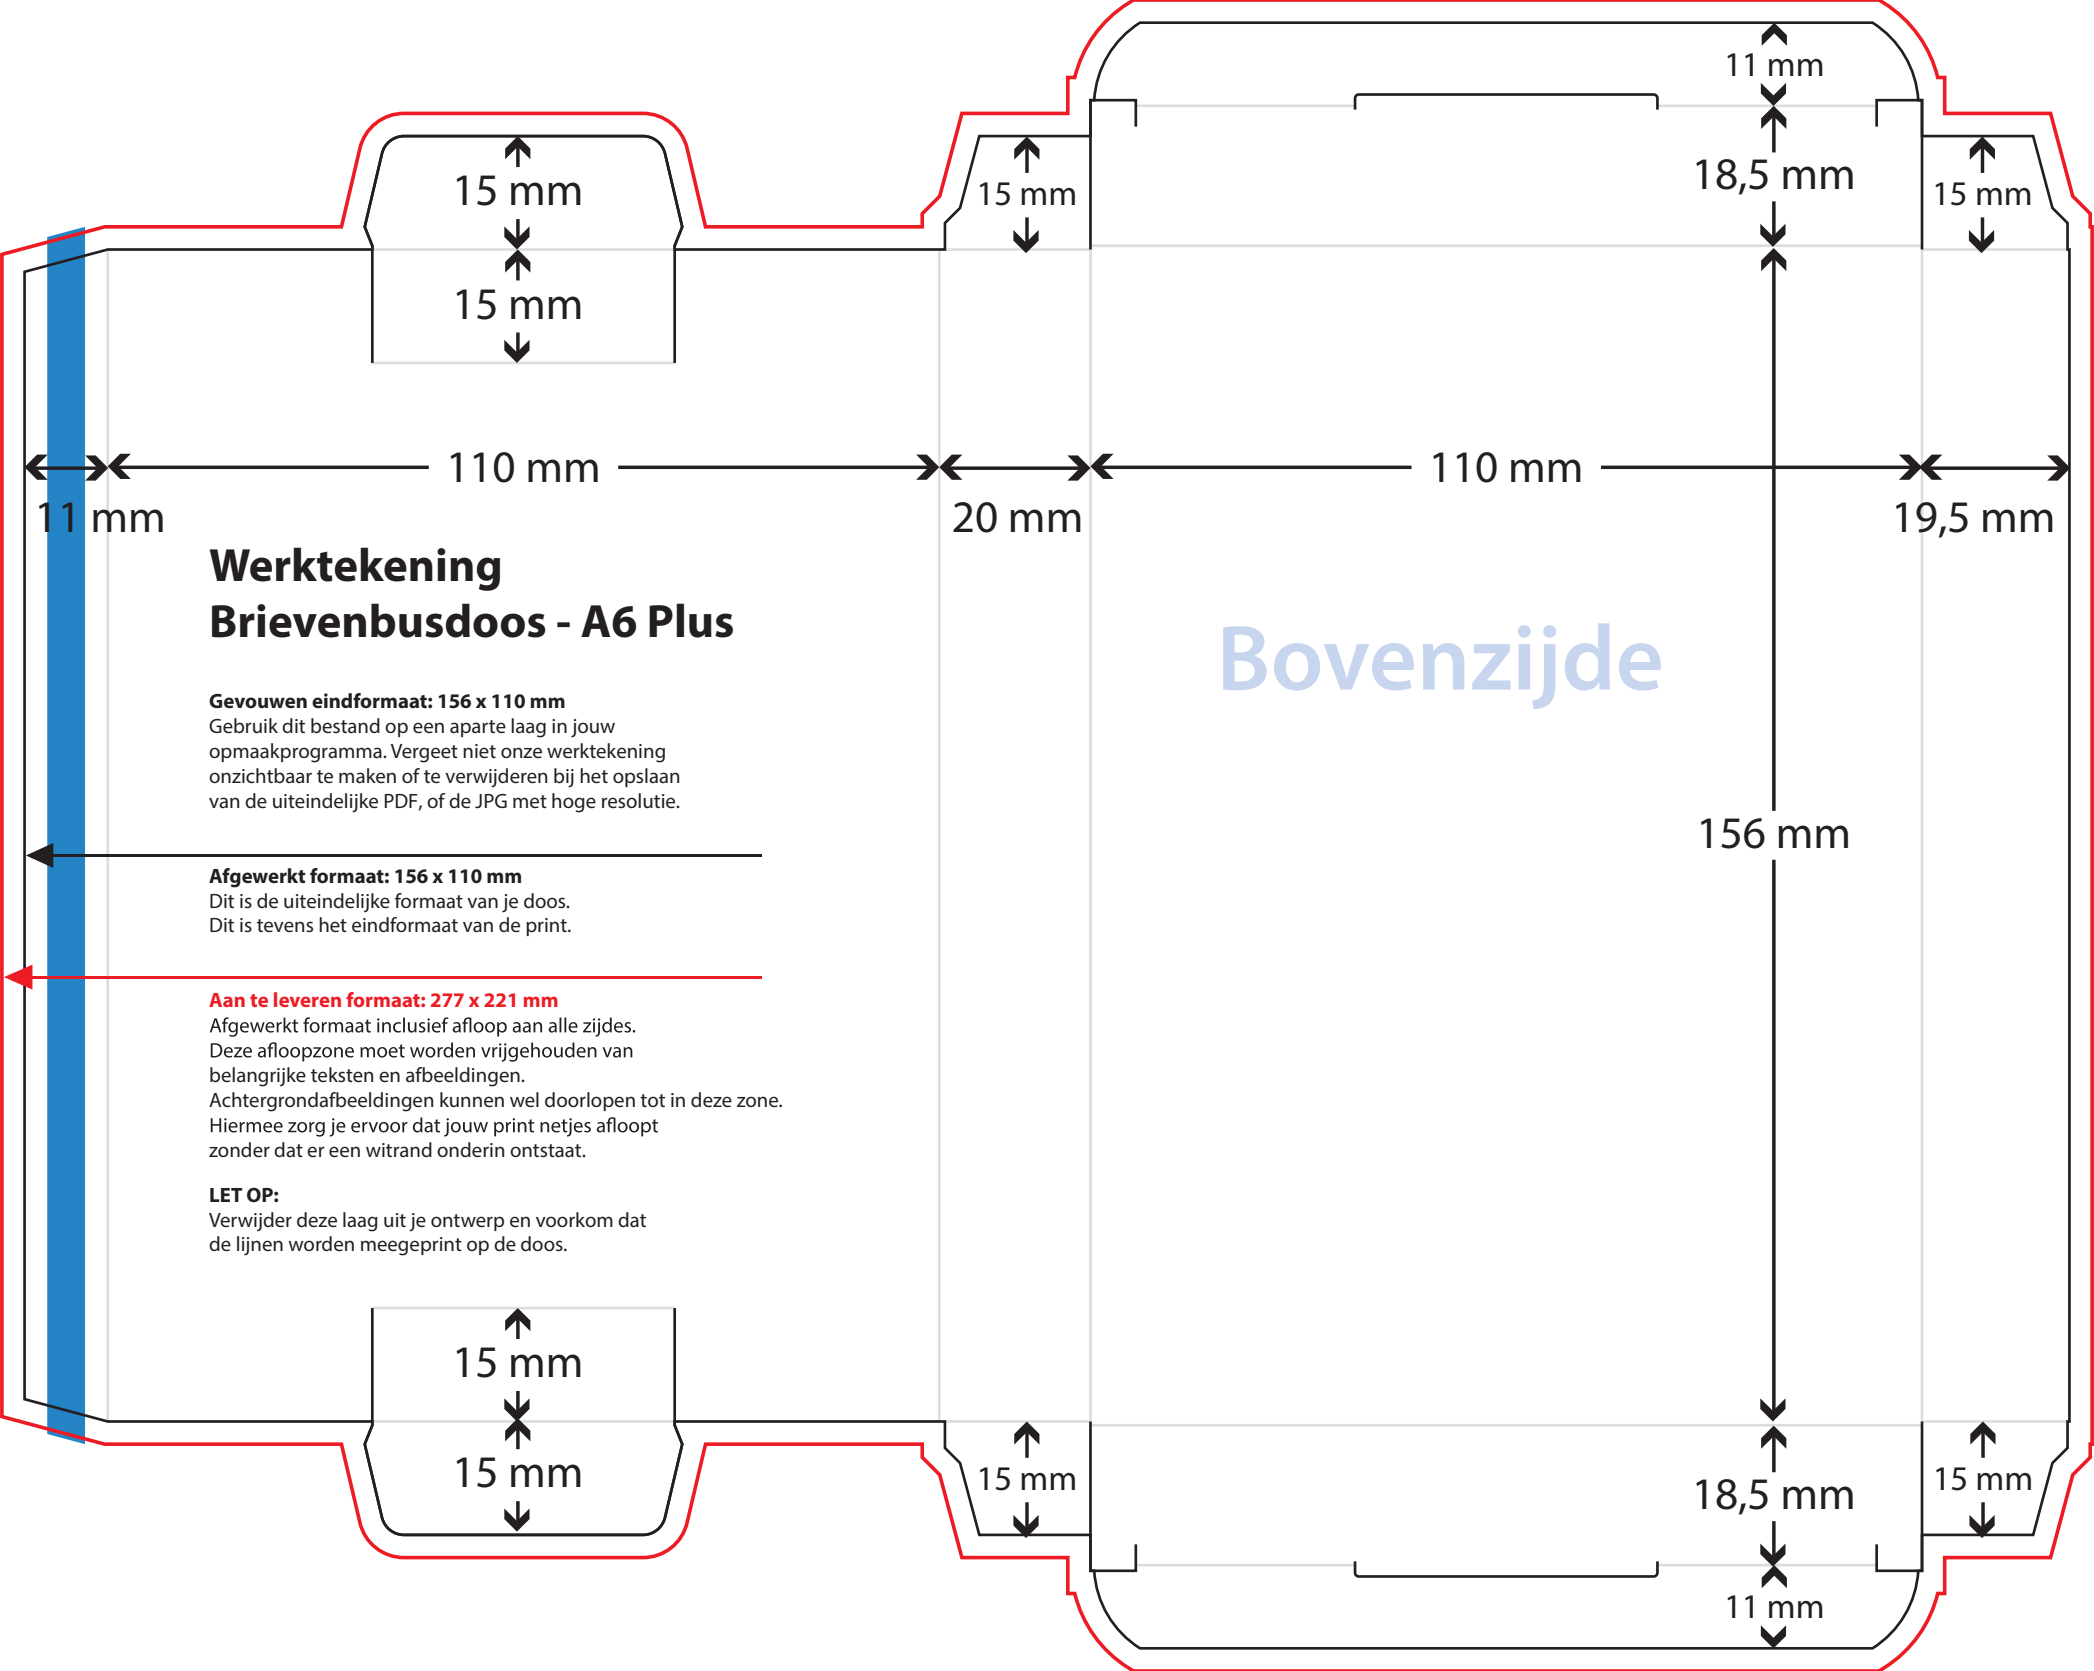 11 mm
15 mm
15 mm
18,5 mm
15 mm
15 mm
110 mm
110 mm
11 mm
20 mm
19,5 mm
Werktekening
Brievenbusdoos - A6 Plus
Bovenzijde
Gevouwen eindformaat: 156 x 110 mm
Gebruik dit bestand op een aparte laag in jouw
opmaakprogramma. Vergeet niet onze werktekening
onzichtbaar te maken of te verwijderen bij het opslaan
van de uiteindelijke PDF, of de JPG met hoge resolutie.
156 mm
Afgewerkt formaat: 156 x 110 mm
Dit is de uiteindelijke formaat van je doos.
Dit is tevens het eindformaat van de print.
Aan te leveren formaat: 277 x 221 mm
Afgewerkt formaat inclusief afloop aan alle zijdes.
Deze afloopzone moet worden vrijgehouden van
belangrijke teksten en afbeeldingen.
Achtergrondafbeeldingen kunnen wel doorlopen tot in deze zone.
Hiermee zorg je ervoor dat jouw print netjes afloopt
zonder dat er een witrand onderin ontstaat.
LET OP:
Verwijder deze laag uit je ontwerp en voorkom dat
de lijnen worden meegeprint op de doos.
15 mm
15 mm
15 mm
18,5 mm
15 mm
11 mm